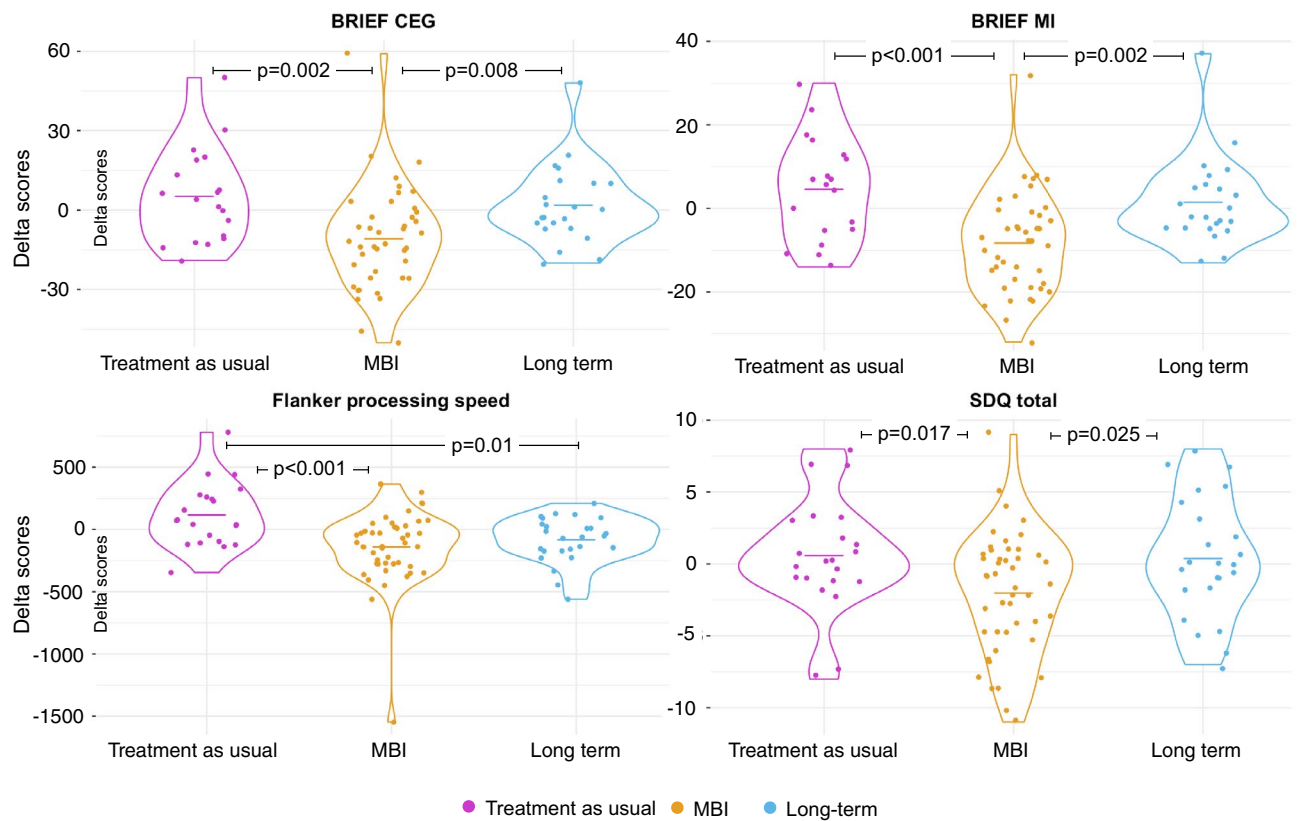 BRIEF CEG
60
30
0
-30
Delta scores
Delta scores
p=0.002
p=0.008
Treatment as usual
MBI
Long term
BRIEF MI
40
20
0
-20
p<0.001
p=0.002
Treatment as usual
MBI
Long term
Flanker processing speed
500
0
-500
-1000
-1500
Delta scores
Delta scores
p=0.01
p<0.001
Treatment as usual
MBI
Long term
SDQ total
10
5
0
-5
-10
p=0.017
p=0.025
Treatment as usual
MBI
Long term
Treatment as usual MBI Long-term